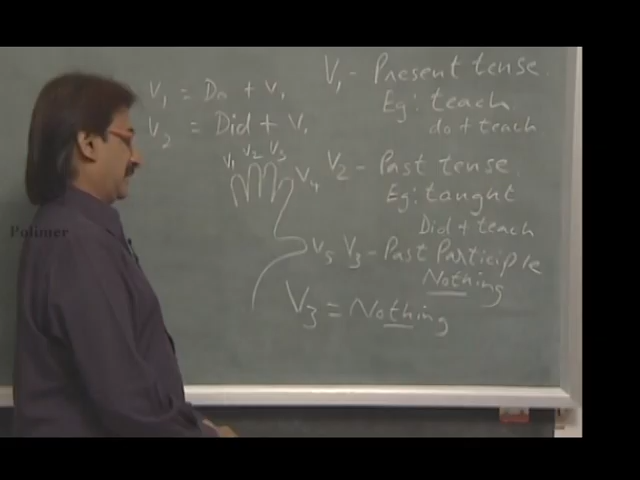 V1 = Do + V1
V2 = Did + V1
V1 V2 V3 V4
V5
V1 - Present tense.
Eg: teach
do + teach
V2 - Past tense.
Eg: taught
Did + teach
V3 - Past Participle
Nothing
V3 = Nothing
Polimer